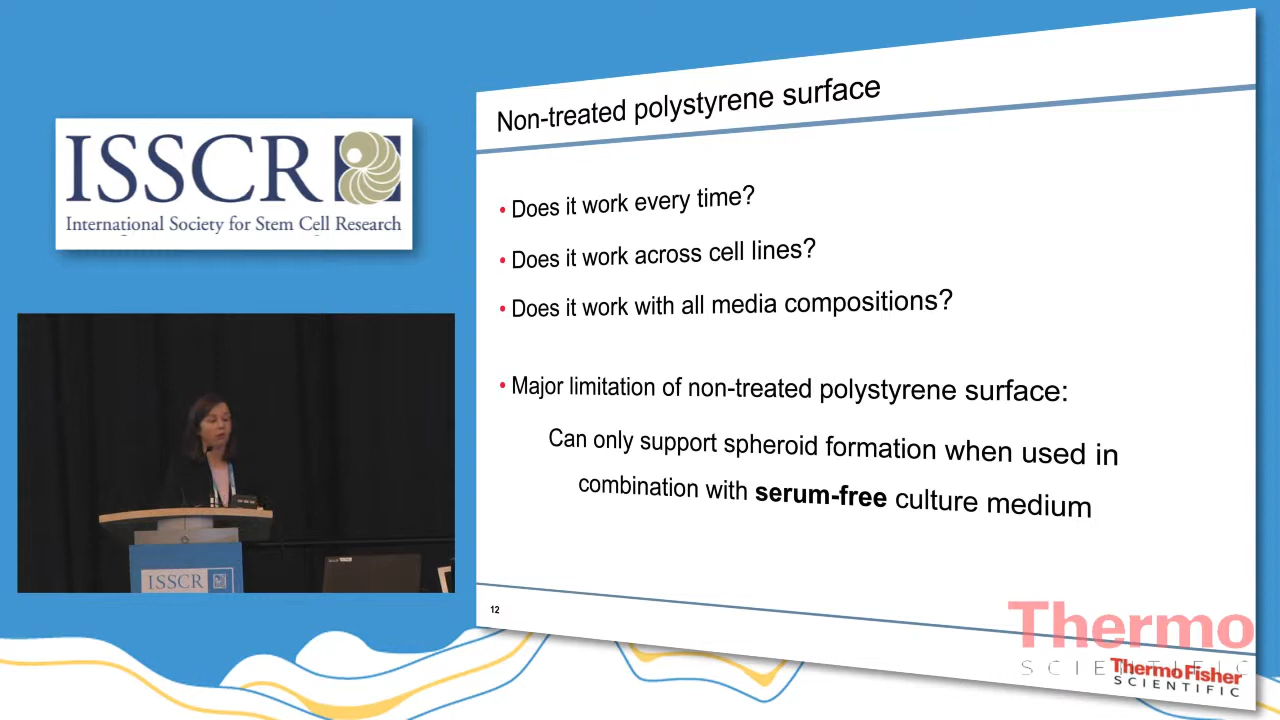 ISSCR
International Society for Stem Cell Research
Non-treated polystyrene surface
• Does it work every time?
• Does it work across cell lines?
• Does it work with all media compositions?
• Major limitation of non-treated polystyrene surface:
Can only support spheroid formation when used in
combination with serum-free culture medium
ISSCR
12
Thermo
SCIENTIFIC
ThermoFisher
SCIENTIFIC